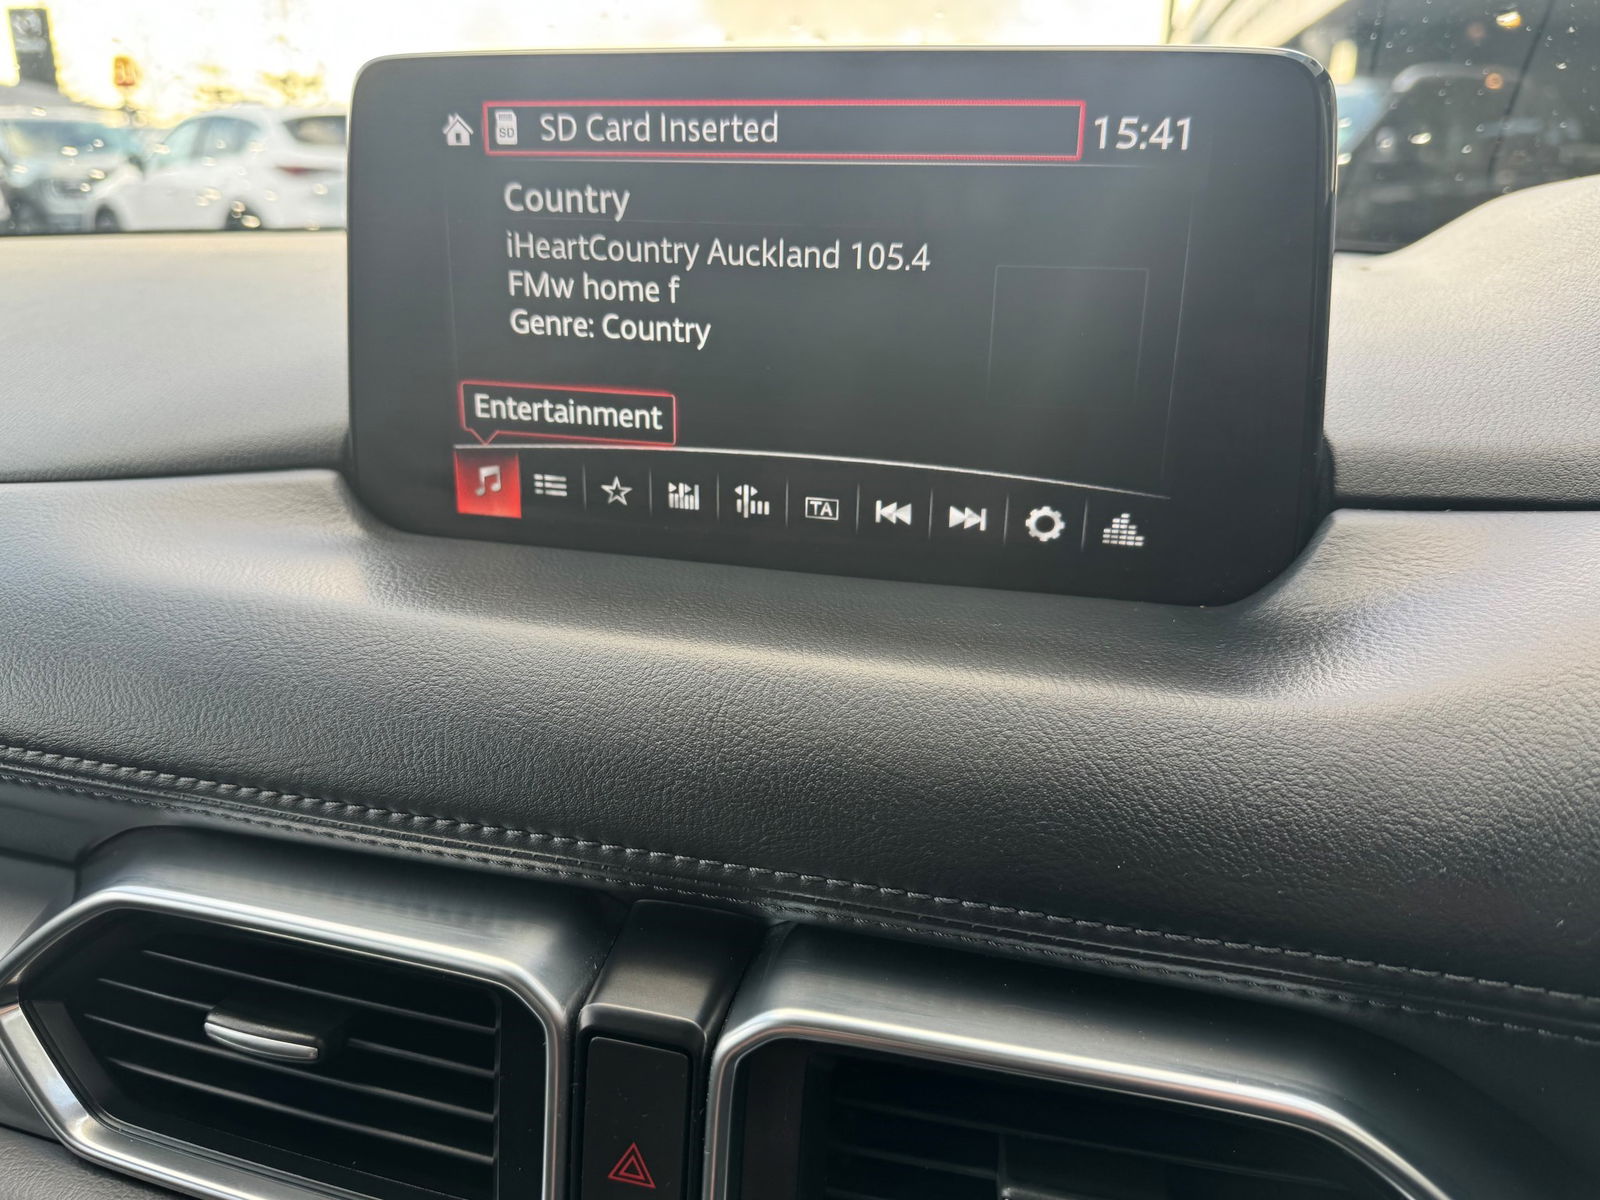 SD
SD Card Inserted
15:41
Country
iHeartCountry Auckland 105.4
FMw home f
Genre: Country
Entertainment
TA